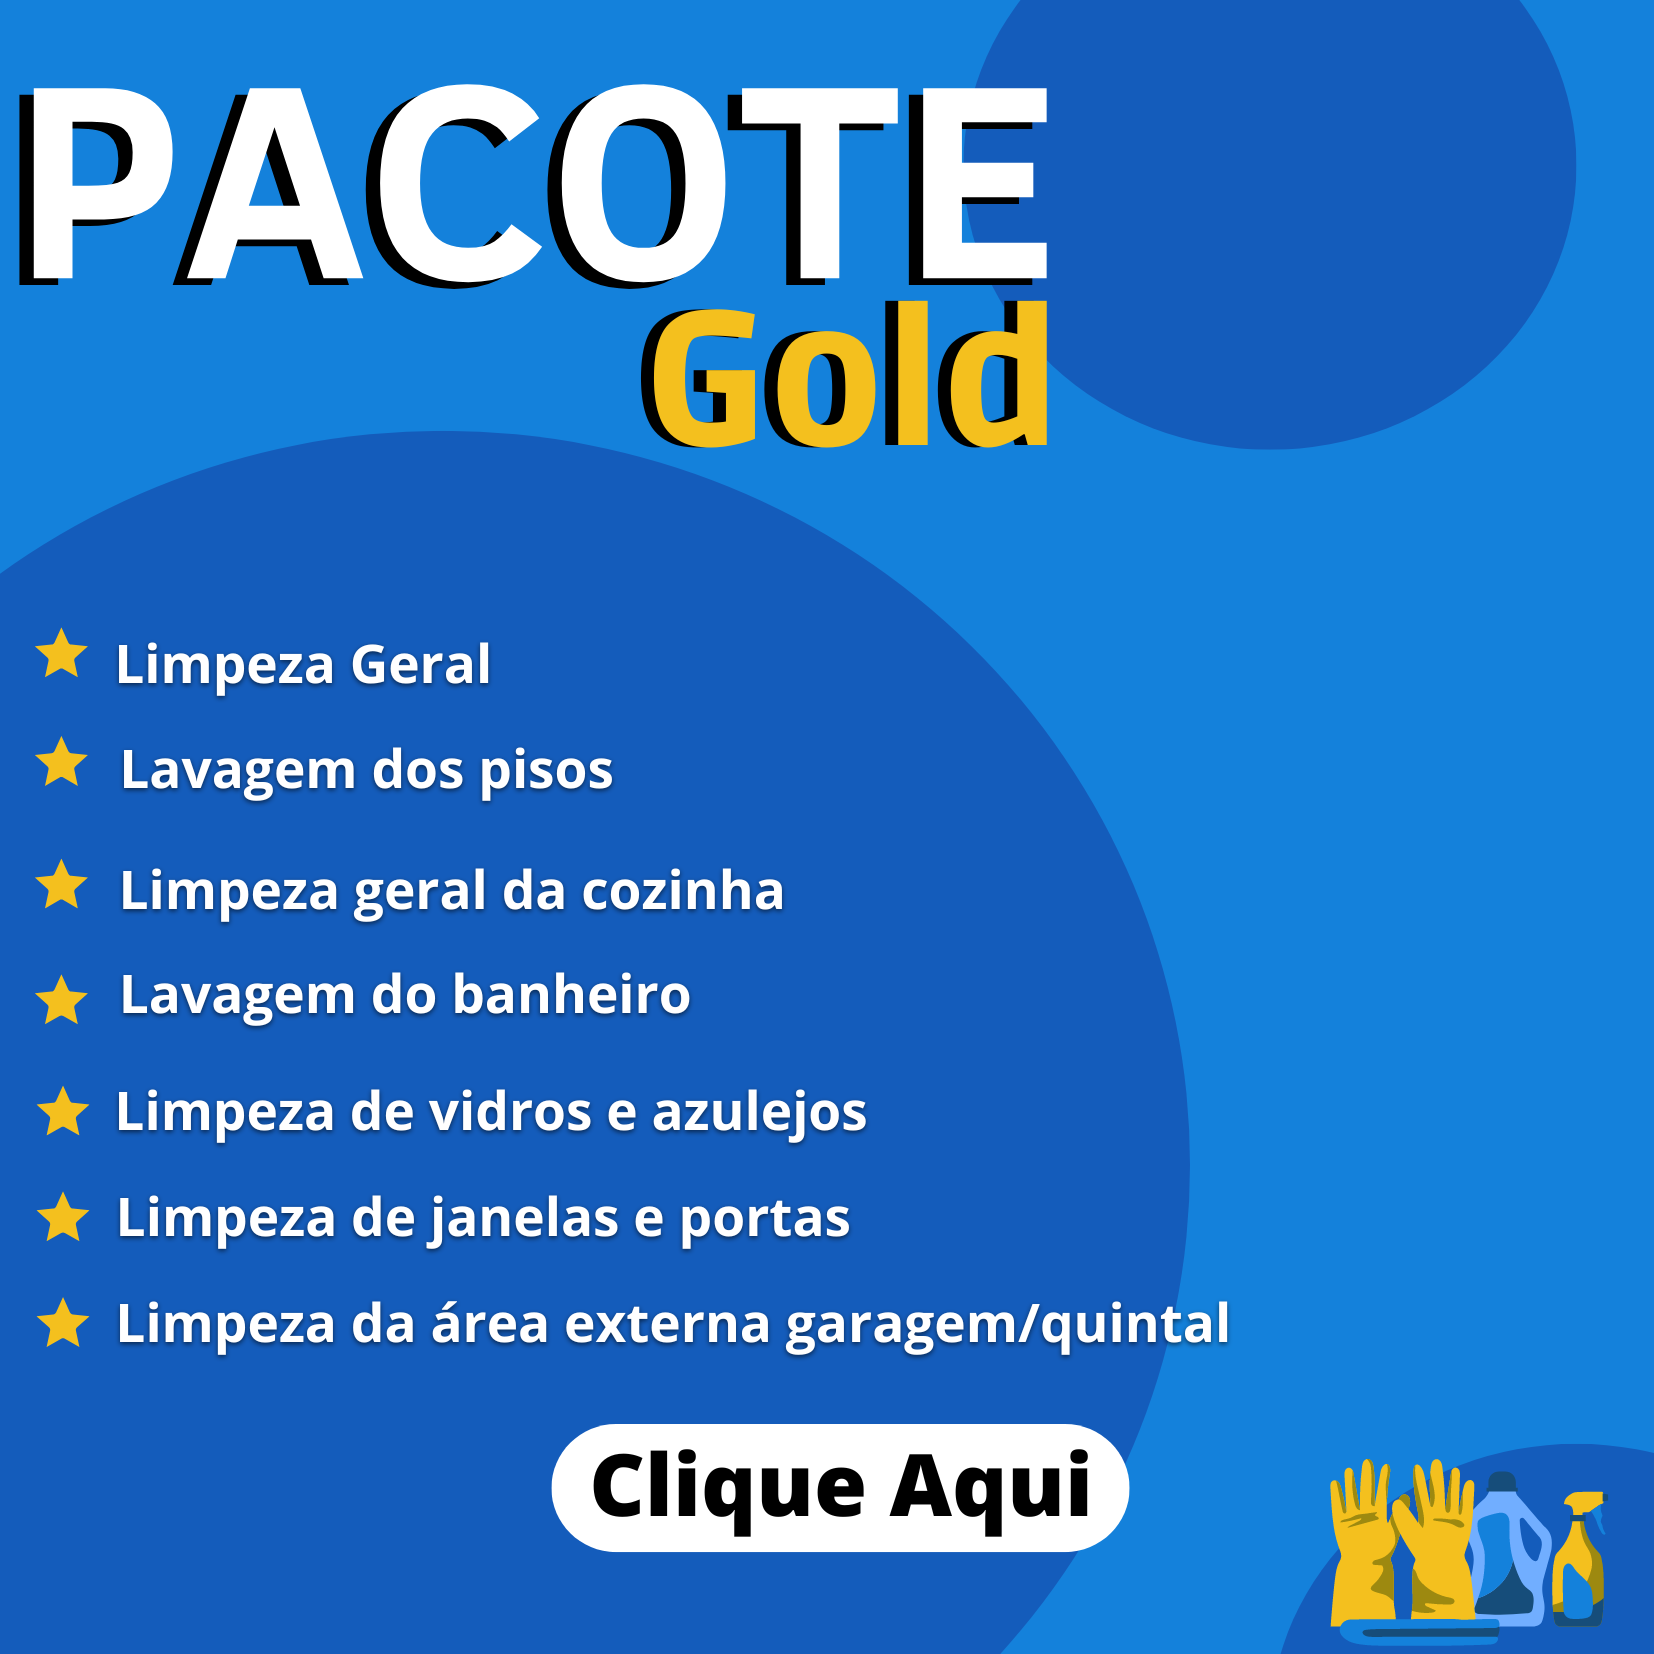 PACOTE
Gold
Limpeza Geral
Lavagem dos pisos
Limpeza geral da cozinha
Lavagem do banheiro
Limpeza de vidros e azulejos
Limpeza de janelas e portas
Limpeza da área externa garagem/quintal
Clique Aqui